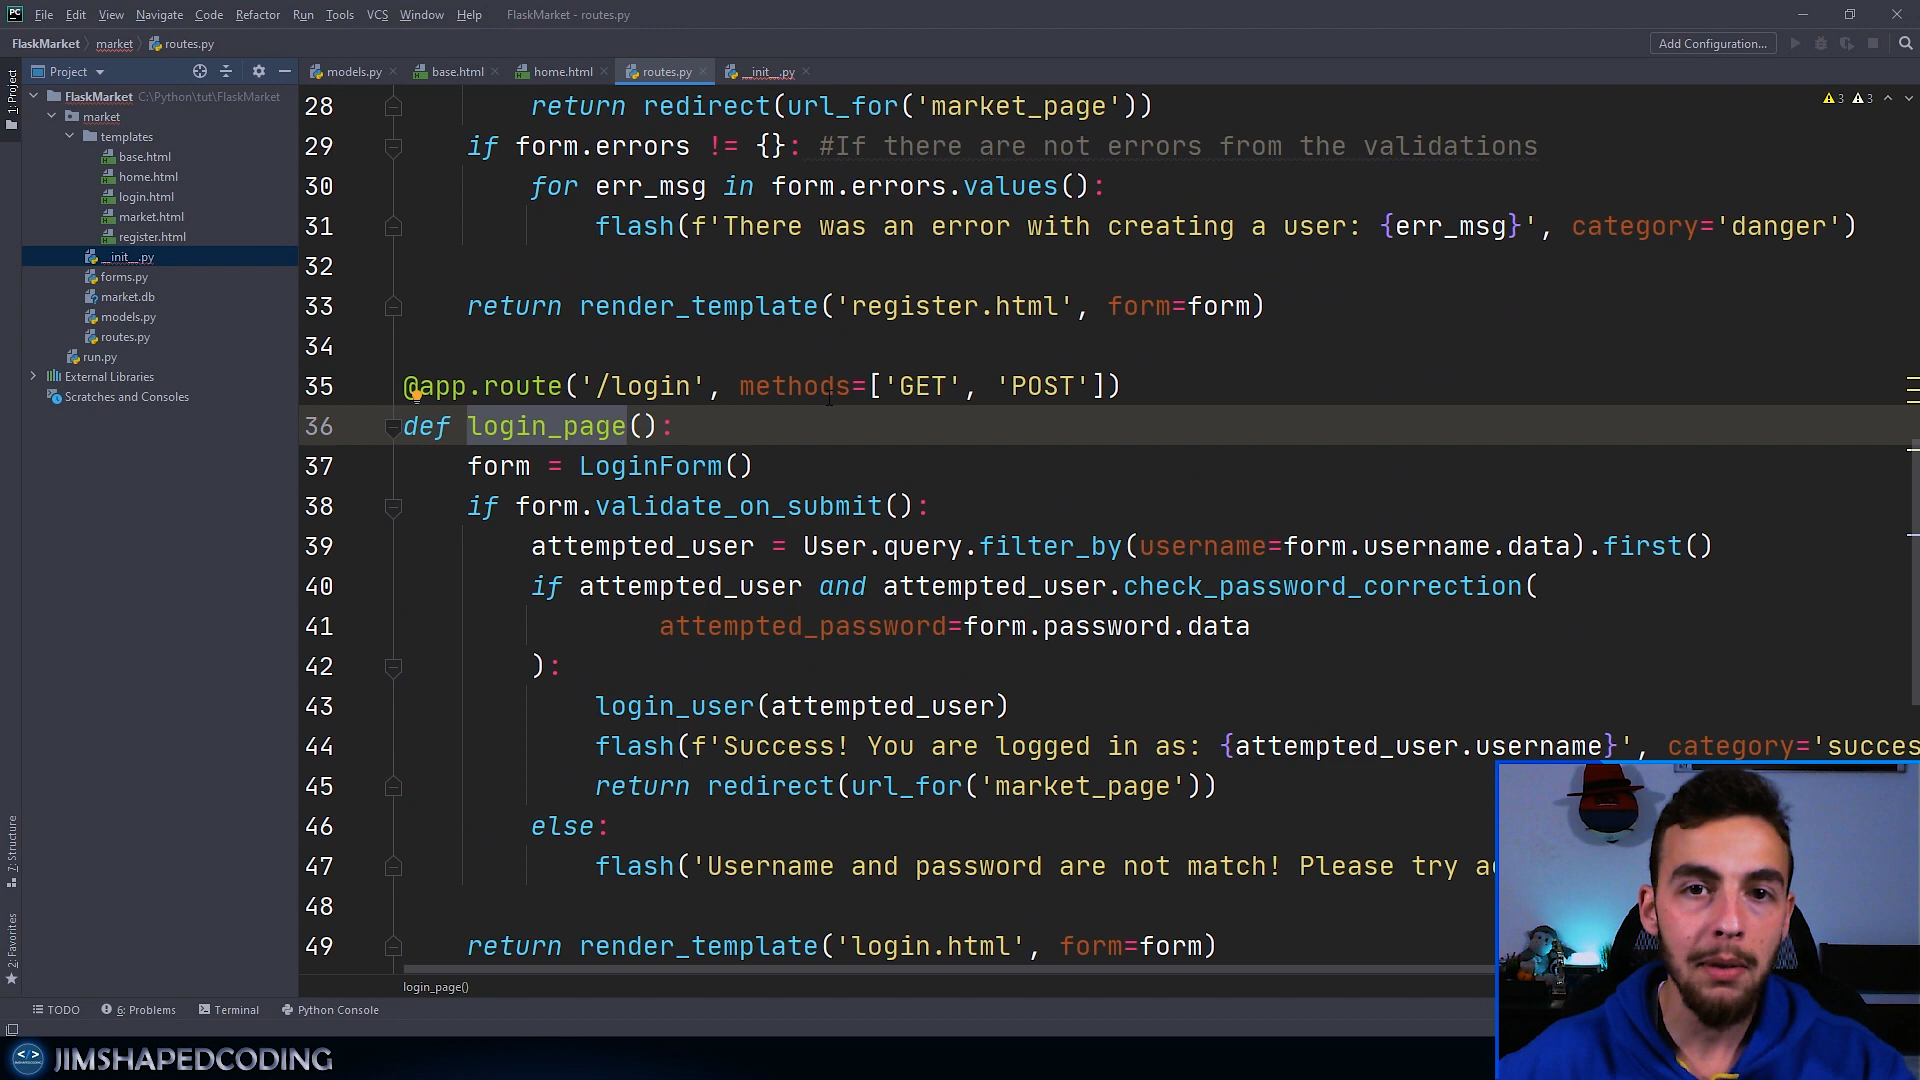 File Edit View Navigate Code Refactor Run Tools VCS Window Help FlaskMarket - routes.py
FlaskMarket market routes.py Add Configuration...
Project models.py base.html home.html routes.py __init__.py
1: Project
FlaskMarket C:\Python\tut\FlaskMarket
market
templates
base.html
home.html
login.html
market.html
register.html
__init__.py
forms.py
market.db
models.py
routes.py
run.py
External Libraries
Scratches and Consoles
7: Structure
2: Favorites
3 3
28 return redirect(url_for('market_page'))
29 if form.errors != {}: #If there are not errors from the validations
30 for err_msg in form.errors.values():
31 flash(f'There was an error with creating a user: {err_msg}', category='danger')
32
33 return render_template('register.html', form=form)
34
35 @app.route('/login', methods=['GET', 'POST'])
36 def login_page():
37 form = LoginForm()
38 if form.validate_on_submit():
39 attempted_user = User.query.filter_by(username=form.username.data).first()
40 if attempted_user and attempted_user.check_password_correction(
41 attempted_password=form.password.data
42 ):
43 login_user(attempted_user)
44 flash(f'Success! You are logged in as: {attempted_user.username}', category='succes
45 return redirect(url_for('market_page'))
46 else:
47 flash('Username and password are not match! Please try a
48
49 return render_template('login.html', form=form)
login_page()
TODO 6: Problems Terminal Python Console
JIMSHAPEDCODING